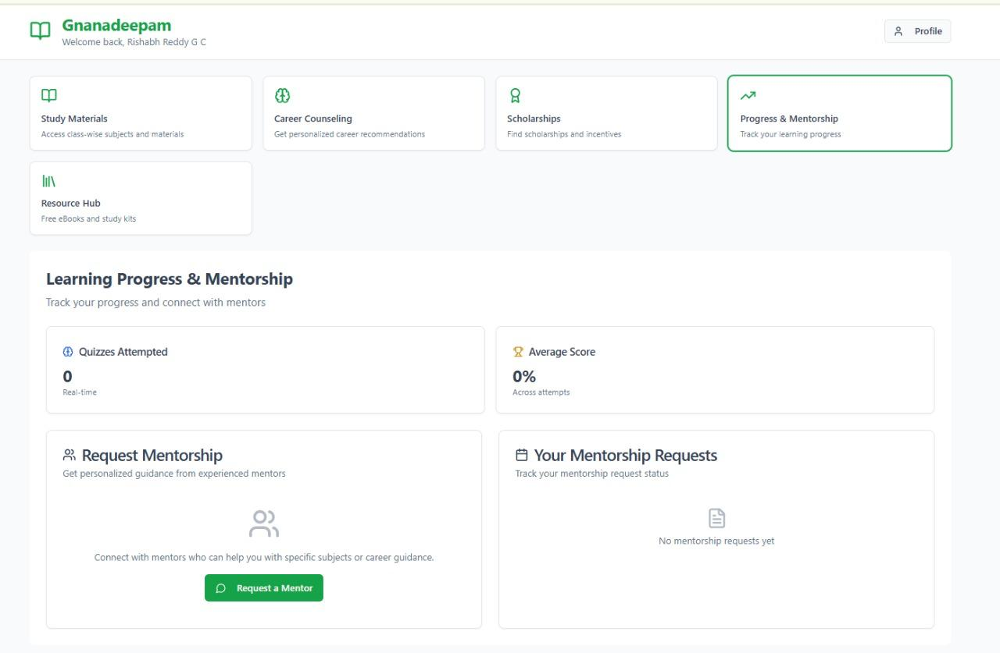 Gnanadeepam
Welcome back, Rishabh Reddy G C
Profile
Study Materials
Access class-wise subjects and materials
Career Counseling
Get personalized career recommendations
Scholarships
Find scholarships and incentives
Progress & Mentorship
Track your learning progress
Resource Hub
Free eBooks and study kits
Learning Progress & Mentorship
Track your progress and connect with mentors
Quizzes Attempted
0
Real-time
Average Score
0%
Across attempts
Request Mentorship
Get personalized guidance from experienced mentors
Connect with mentors who can help you with specific subjects or career guidance.
Request a Mentor
Your Mentorship Requests
Track your mentorship request status
No mentorship requests yet